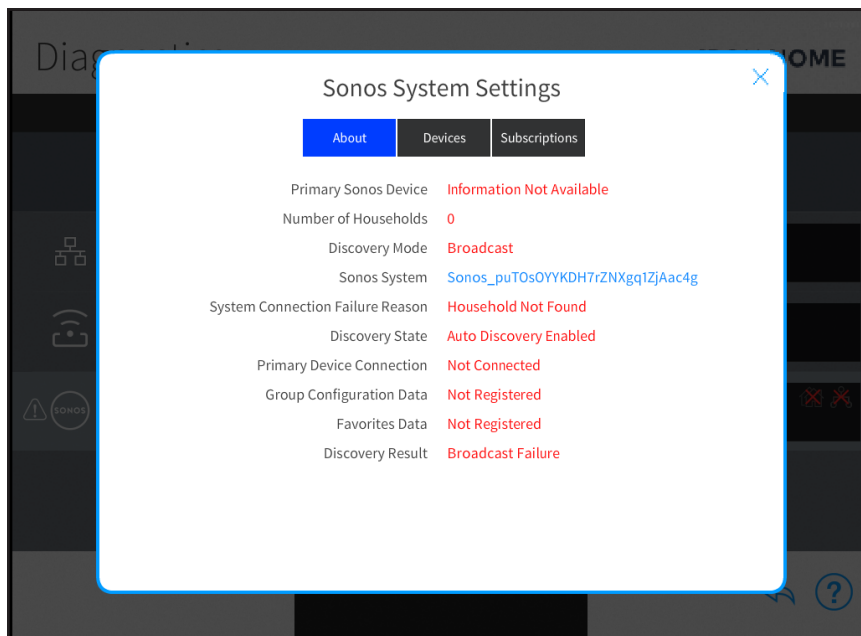 Sonos System Settings
About Devices Subscriptions
Primary Sonos Device Information Not Available
Number of Households 0
Discovery Mode Broadcast
Sonos System Sonos_puTOsOYYKDH7rZNXgq1ZjAac4g
System Connection Failure Reason Household Not Found
Discovery State Auto Discovery Enabled
Primary Device Connection Not Connected
Group Configuration Data Not Registered
Favorites Data Not Registered
Discovery Result Broadcast Failure
SONOS
?